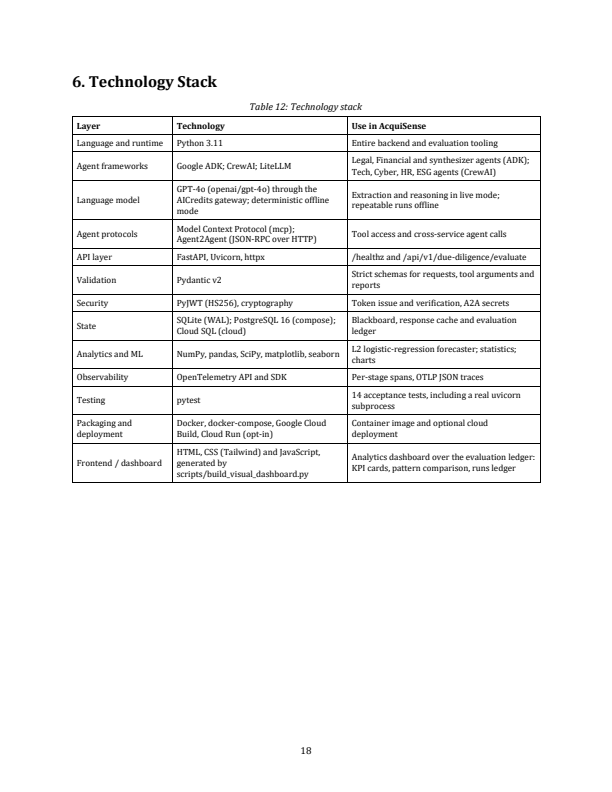 6. Technology Stack
Table 12: Technology stack
Layer Technology Use in AcquiSense
Language and runtime Python 3.11 Entire backend and evaluation tooling
Agent frameworks Google ADK; CrewAI; LiteLLM Legal, Financial and synthesizer agents (ADK);
Tech, Cyber, HR, ESG agents (CrewAI)
Language model
GPT-4o (openai/gpt-4o) through the
AICredits gateway; deterministic offline
mode
Extraction and reasoning in live mode;
repeatable runs offline
Agent protocols
Model Context Protocol (mcp);
Agent2Agent (JSON-RPC over HTTP)
Tool access and cross-service agent calls
API layer FastAPI, Uvicorn, httpx /healthz and /api/v1/due-diligence/evaluate
Validation Pydantic v2
Strict schemas for requests, tool arguments and
reports
Security PyJWT (HS256), cryptography Token issue and verification, A2A secrets
State
SQLite (WAL); PostgreSQL 16 (compose);
Cloud SQL (cloud)
Blackboard, response cache and evaluation
ledger
Analytics and ML NumPy, pandas, SciPy, matplotlib, seaborn
L2 logistic-regression forecaster; statistics;
charts
Observability OpenTelemetry API and SDK Per-stage spans, OTLP JSON traces
Testing pytest
14 acceptance tests, including a real uvicorn
subprocess
Packaging and
deployment
Docker, docker-compose, Google Cloud
Build, Cloud Run (opt-in)
Container image and optional cloud
deployment
Frontend / dashboard
HTML, CSS (Tailwind) and JavaScript,
generated by
scripts/build_visual_dashboard.py
Analytics dashboard over the evaluation ledger:
KPI cards, pattern comparison, runs ledger
18